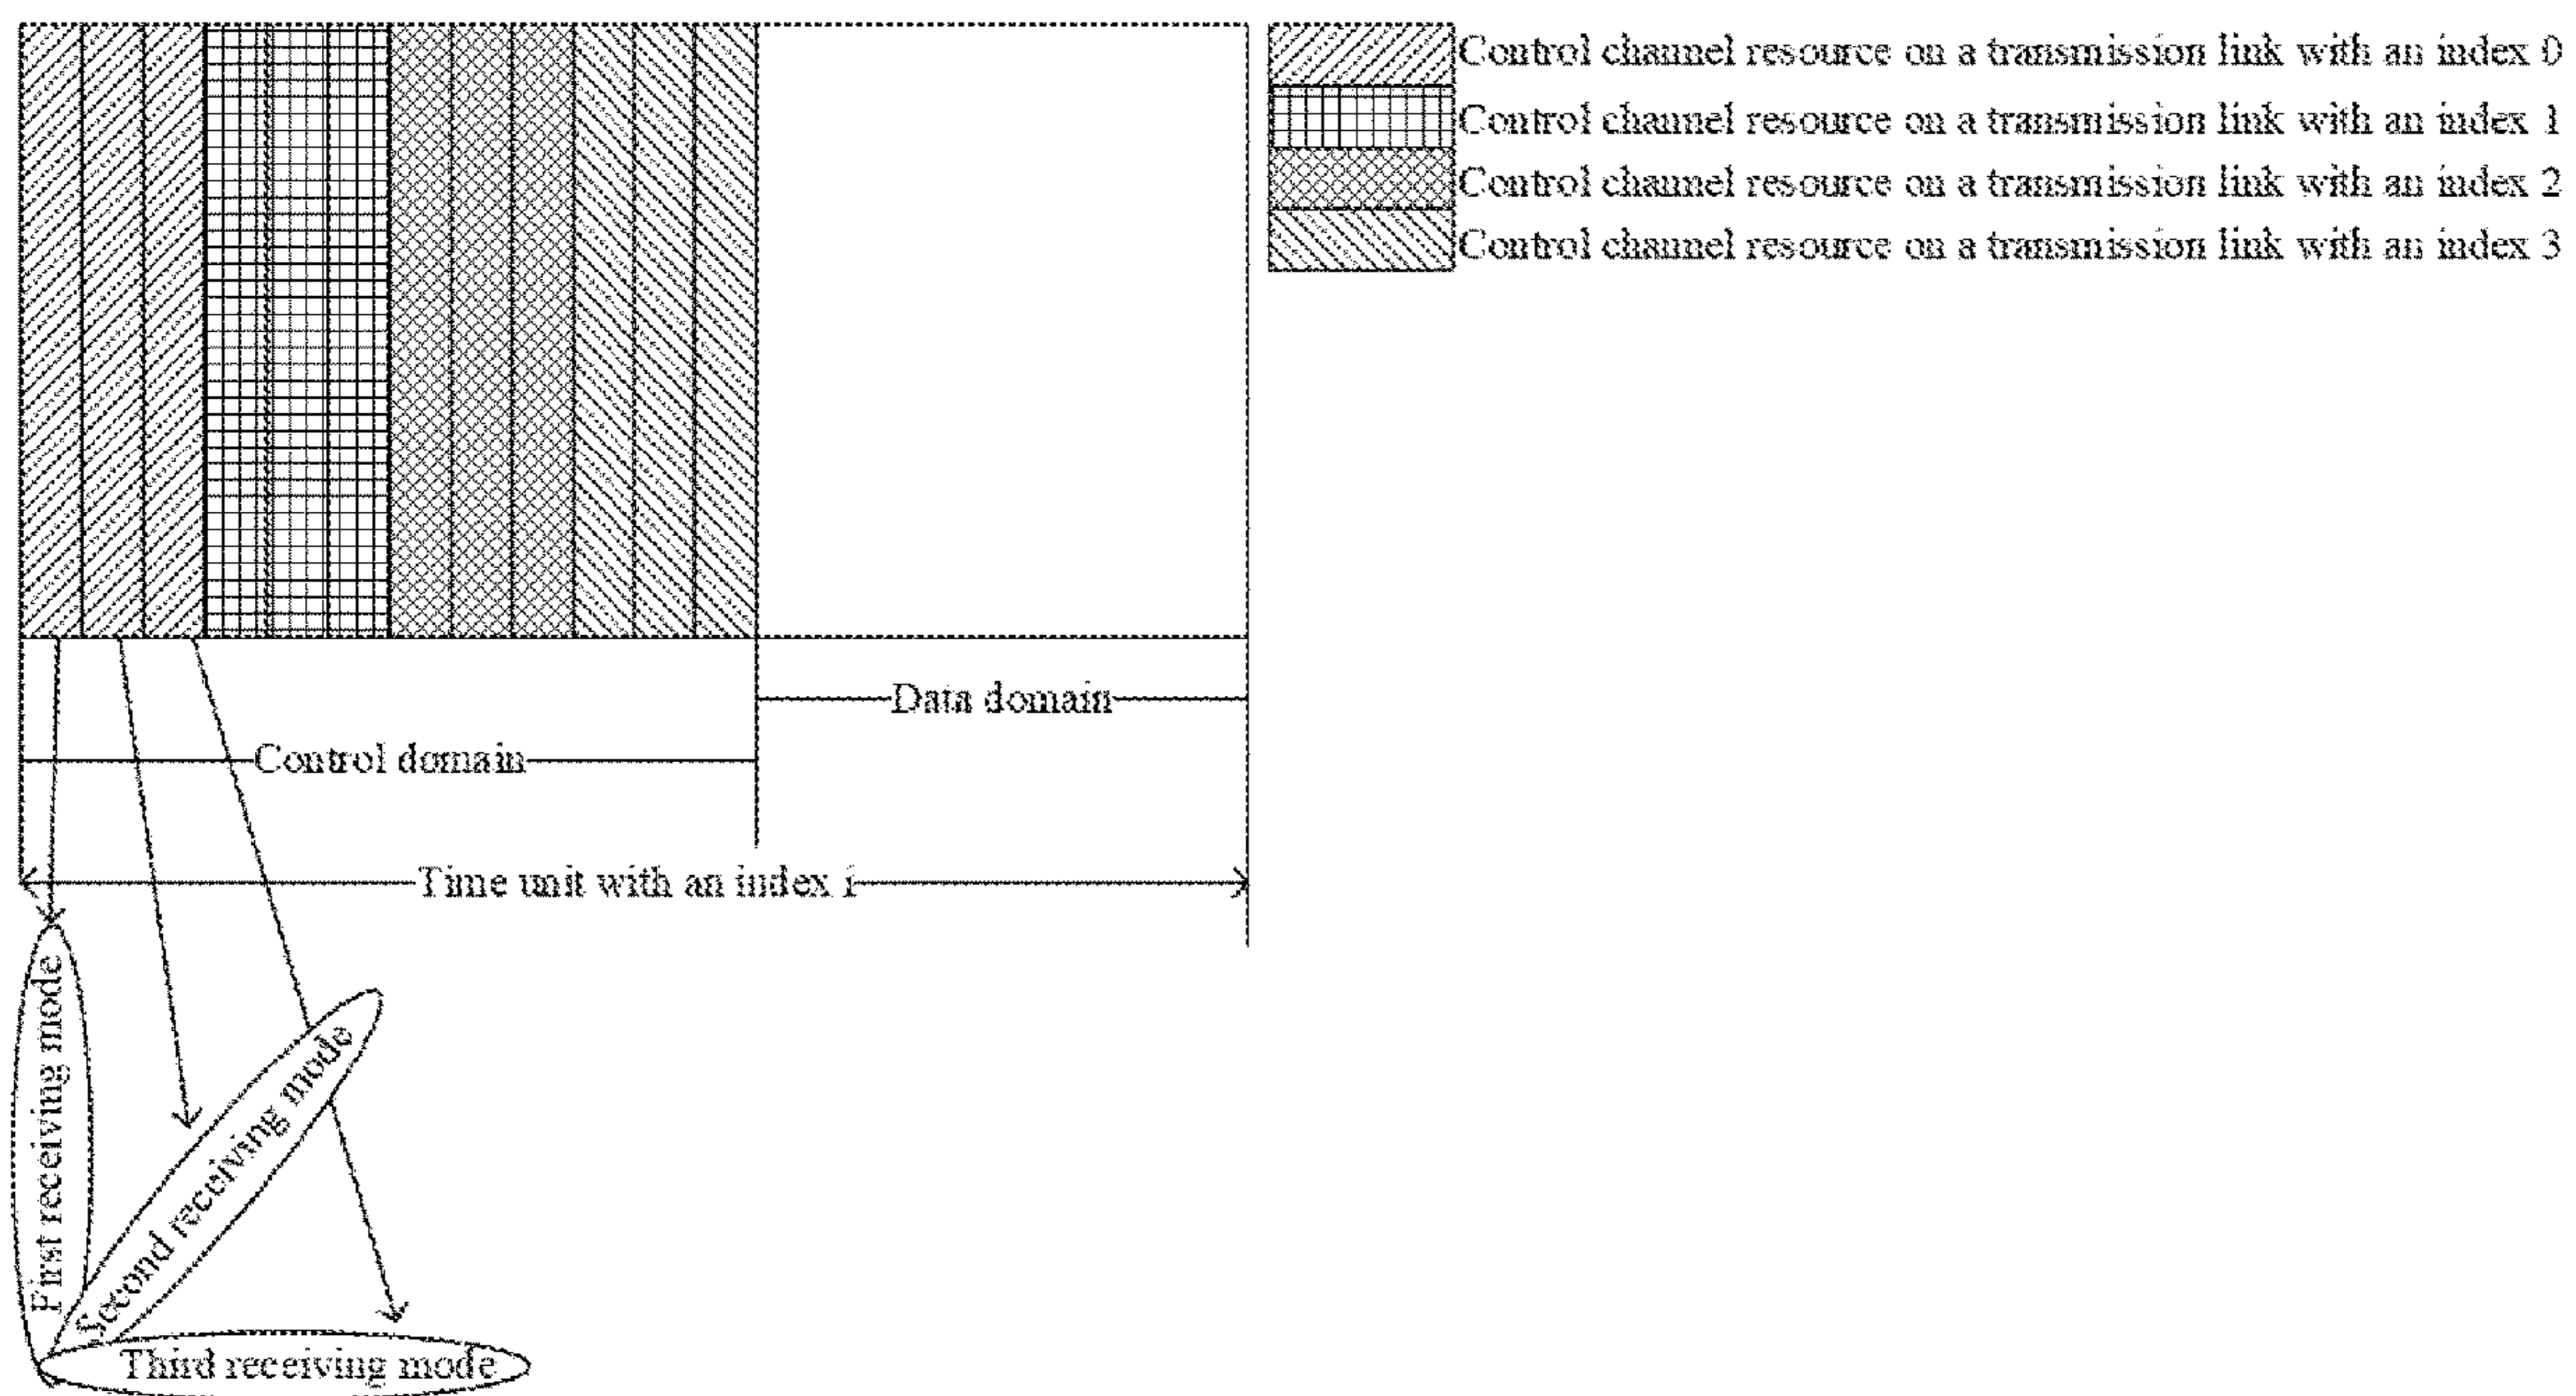 Control channel resource on a transmission link with an index 0
Control channel resource on a transmission link with an index 1
Control channel resource on a transmission link with an index 2
Control channel resource on a transmission link with an index 3
Data domain
Control domain
Time unit with an index i
First receiving mode
Second receiving mode
Third receiving mode